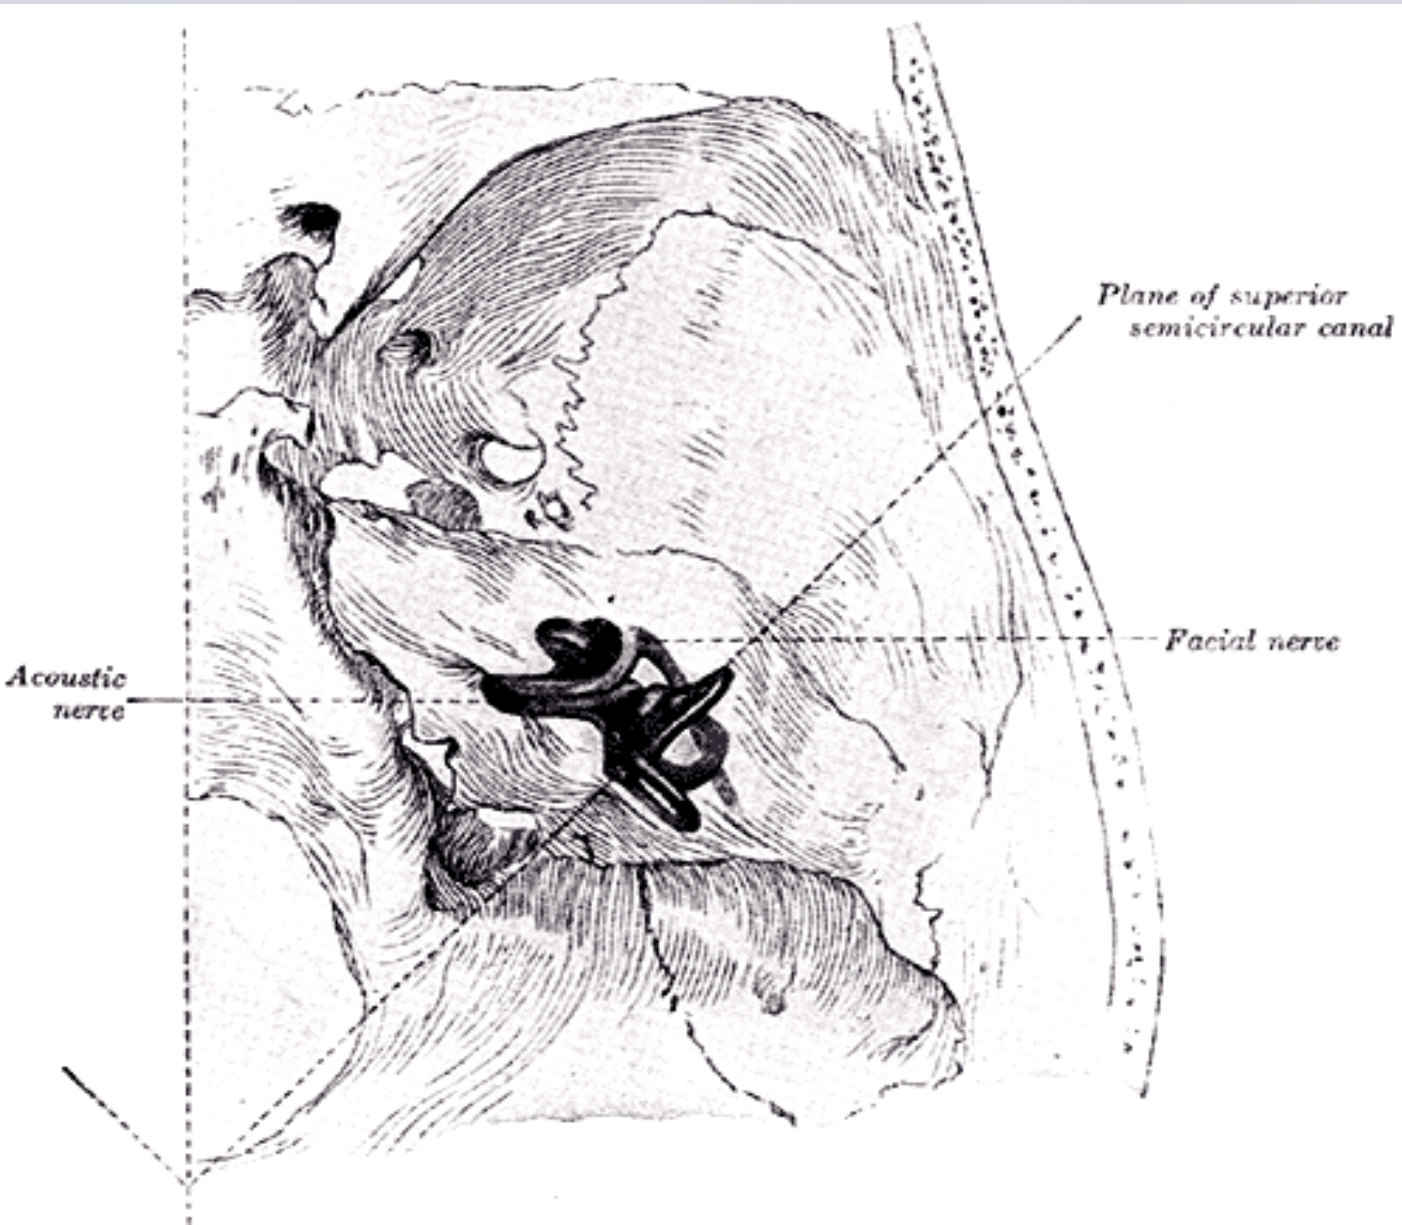 Plane of superior
semicircular canal
Facial nerve
Acoustic
nerve